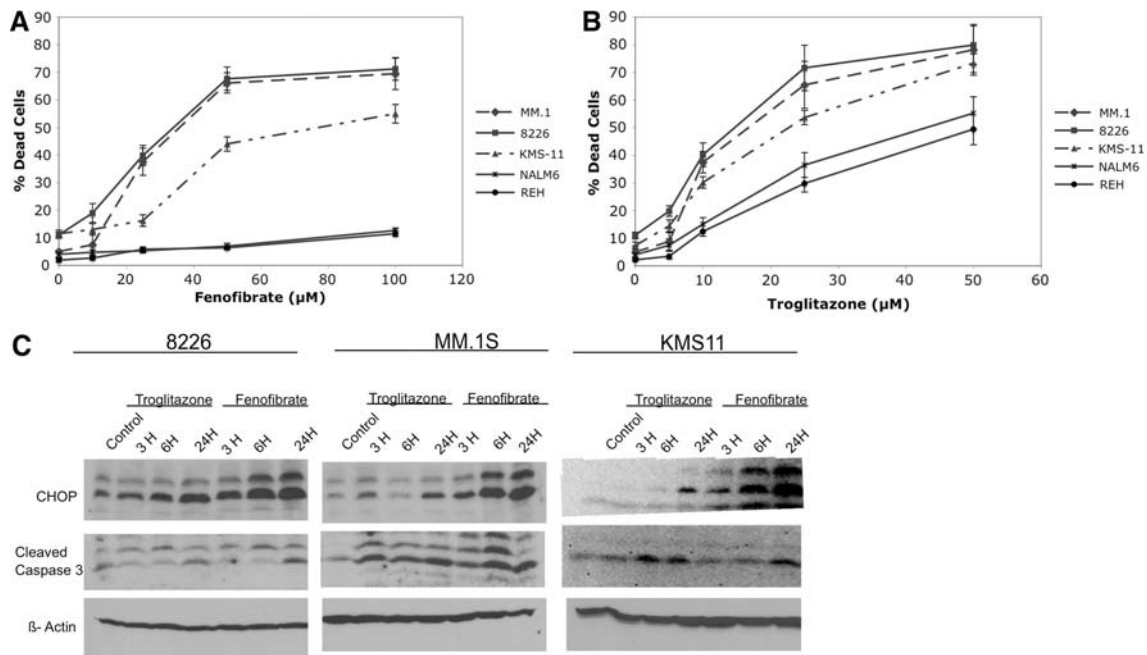 A
90
80
70
60
50
40
30
20
10
0
% Dead Cells
0 20 40 60 80 100 120
Fenofibrate (µM)
MM.1
8226
KMS-11
NALM6
REH
B
90
80
70
60
50
40
30
20
10
0
% Dead Cells
0 10 20 30 40 50 60
Troglitazone (µM)
MM.1
8226
KMS-11
NALM6
REH
C
8226 MM.1S KMS11
Troglitazone Fenofibrate Troglitazone Fenofibrate Troglitazone Fenofibrate
Control 3 H 6H 24H 3 H 6H 24H Control 3 H 6H 24H 3 H 6H 24H Control 3 H 6H 24H 3 H 6H 24H
CHOP
Cleaved
Caspase 3
ß- Actin